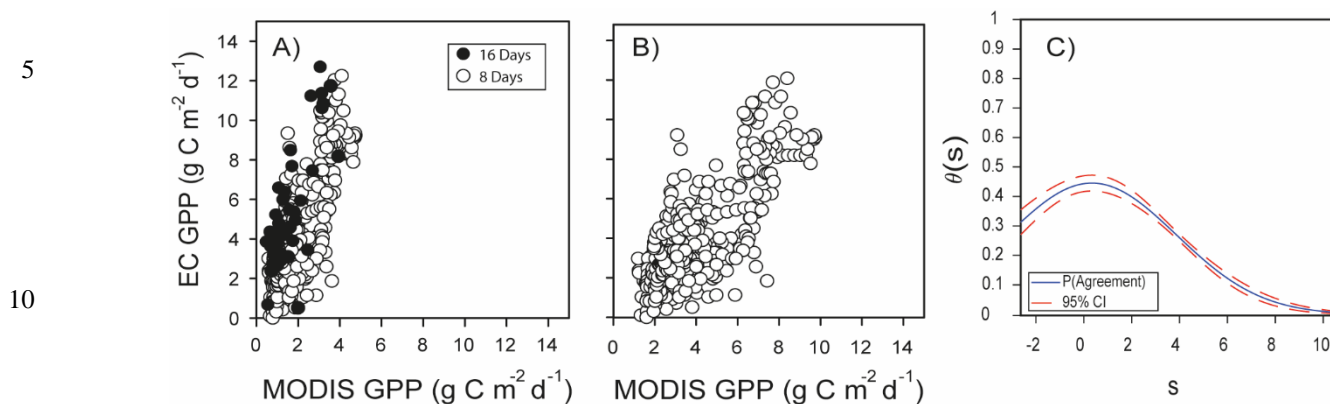 5
10
A)
16 Days
8 Days
EC GPP (g C m⁻² d⁻¹)
14
12
10
8
6
4
2
0
0 2 4 6 8 10 12 14
MODIS GPP (g C m⁻² d⁻¹)
B)
0 2 4 6 8 10 12 14
MODIS GPP (g C m⁻² d⁻¹)
C)
θ(s)
1
0.9
0.8
0.7
0.6
0.5
0.4
0.3
0.2
0.1
0
P(Agreement)
95% CI
-2 0 2 4 6 8 10
s